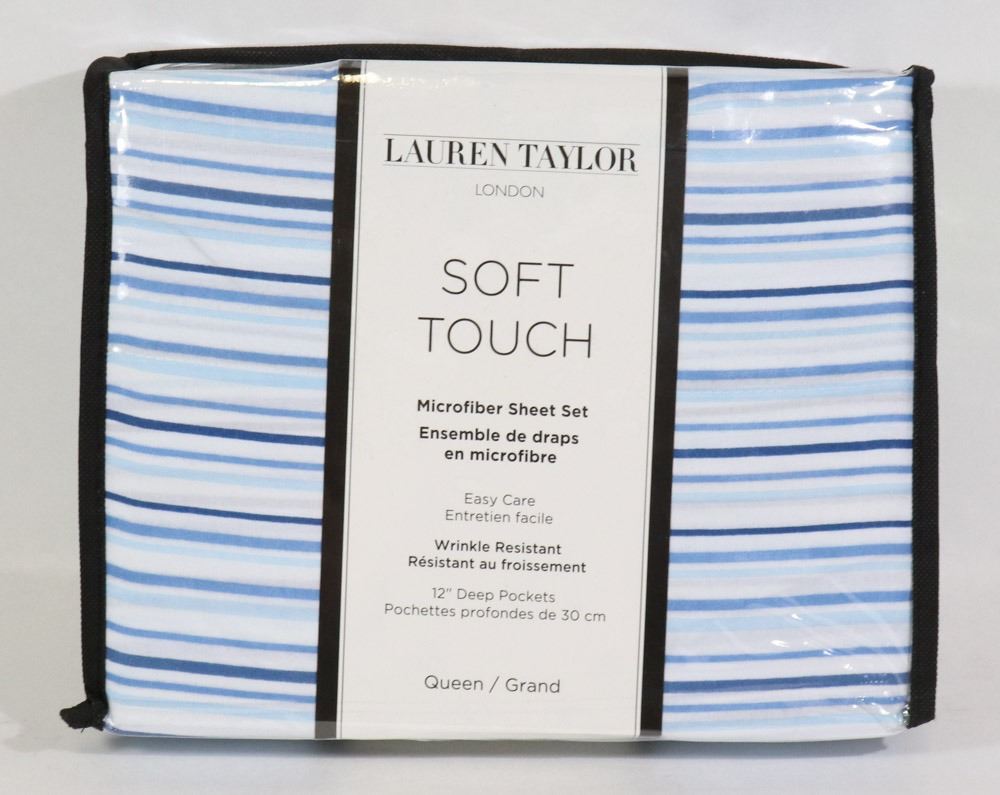 LAUREN TAYLOR
LONDON
SOFT
TOUCH
Microfiber Sheet Set
Ensemble de draps
en microfibre
Easy Care
Entretien facile
Wrinkle Resistant
Résistant au froissement
12" Deep Pockets
Pochettes profondes de 30 cm
Queen / Grand